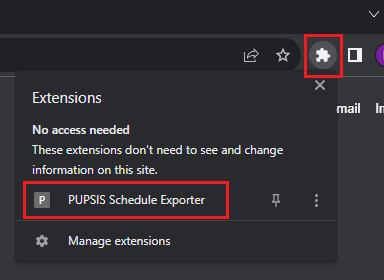 Extensions
mail
No access needed
These extensions don't need to see and change
information on this site.
P PUPSIS Schedule Exporter
Manage extensions